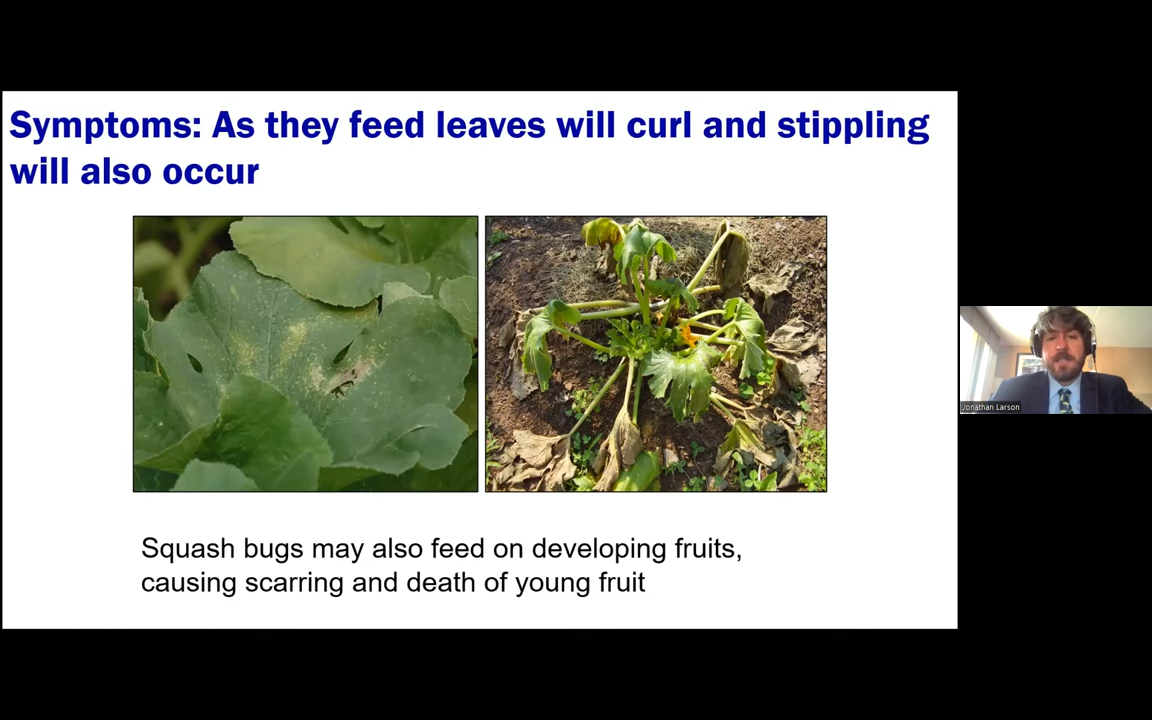 Symptoms: As they feed leaves will curl and stippling
will also occur
Jonathan Larson
Squash bugs may also feed on developing fruits,
causing scarring and death of young fruit